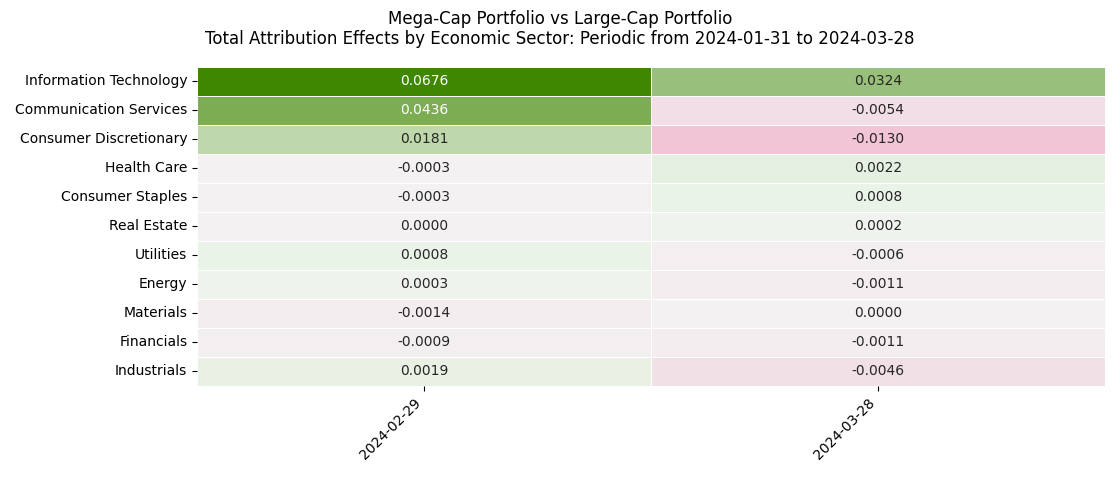 Mega-Cap Portfolio vs Large-Cap Portfolio
Total Attribution Effects by Economic Sector: Periodic from 2024-01-31 to 2024-03-28
Information Technology 0.0676 0.0324
Communication Services 0.0436 -0.0054
Consumer Discretionary 0.0181 -0.0130
Health Care -0.0003 0.0022
Consumer Staples -0.0003 0.0008
Real Estate 0.0000 0.0002
Utilities 0.0008 -0.0006
Energy 0.0003 -0.0011
Materials -0.0014 0.0000
Financials -0.0009 -0.0011
Industrials 0.0019 -0.0046
2024-02-29 2024-03-28